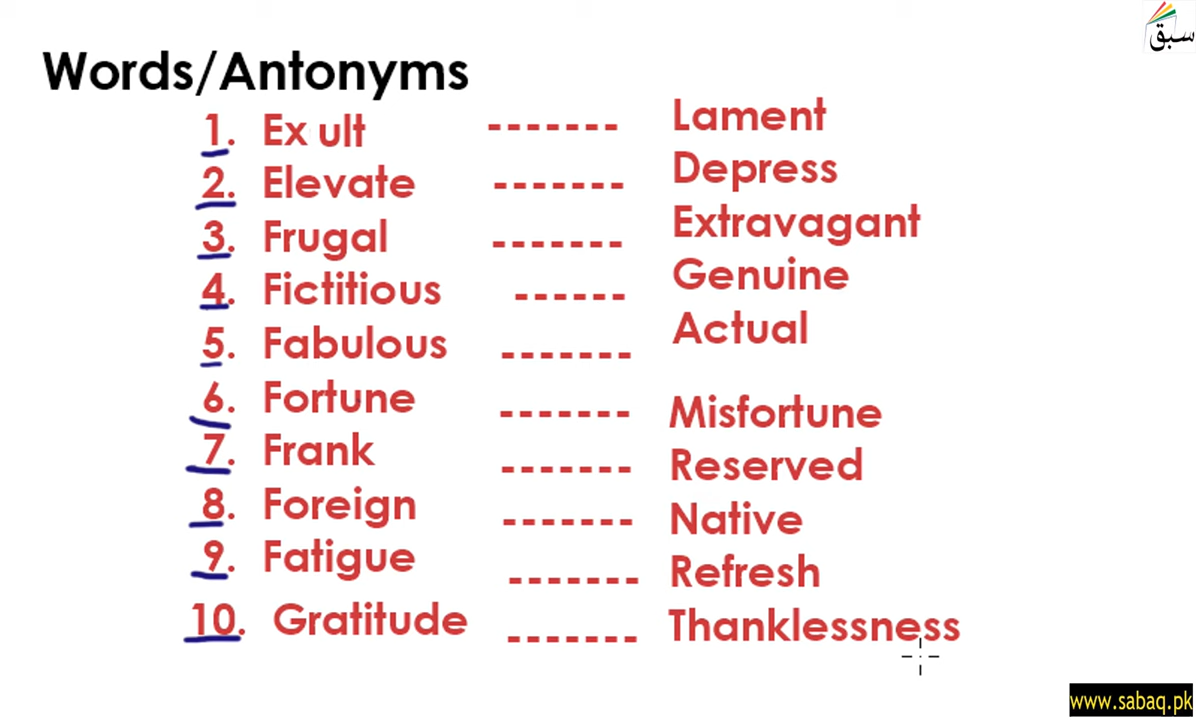 سبق
Words/Antonyms
1. Ex ult ------- Lament
2. Elevate ------- Depress
3. Frugal ------- Extravagant
4. Fictitious ------ Genuine
5. Fabulous ------- Actual
6. Fortune ------- Misfortune
7. Frank ------- Reserved
8. Foreign ------- Native
9. Fatigue ------- Refresh
10. Gratitude ------- Thanklessness
www.sabaq.pk